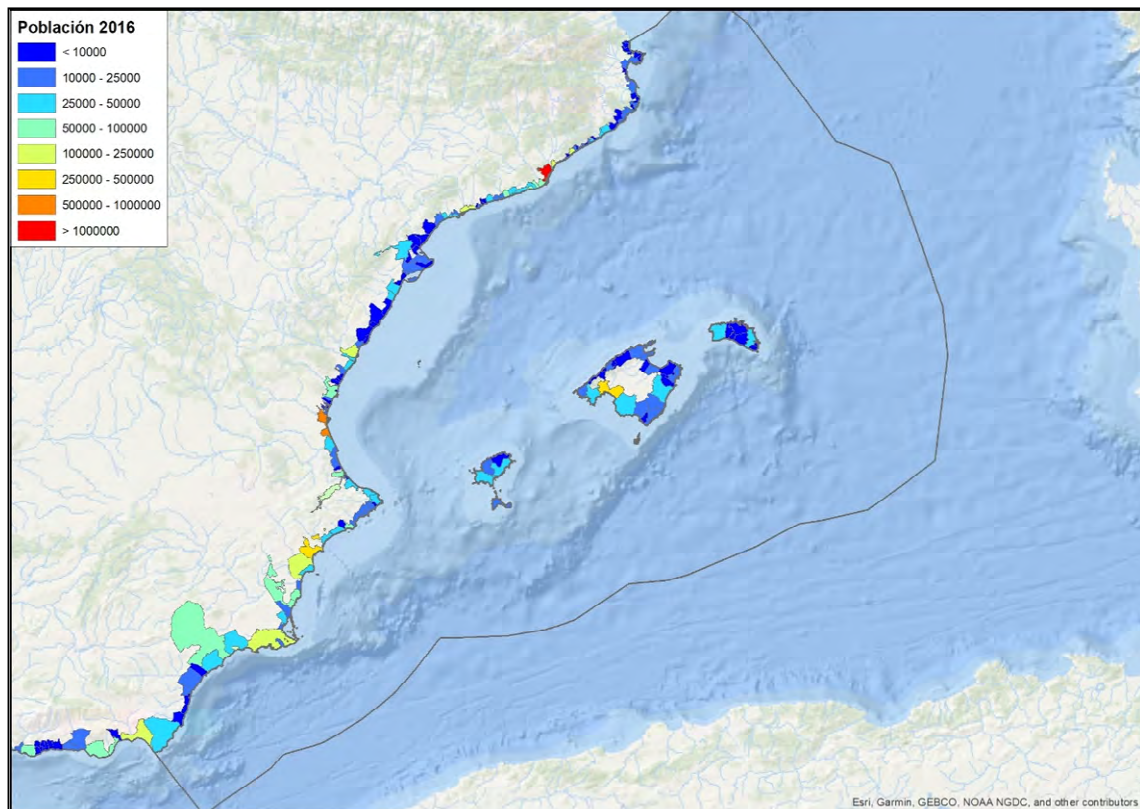 Población 2016
< 10000
10000 - 25000
25000 - 50000
50000 - 100000
100000 - 250000
250000 - 500000
500000 - 1000000
> 1000000
Esri, Garmin, GEBCO, NOAA NGDC, and other contributors